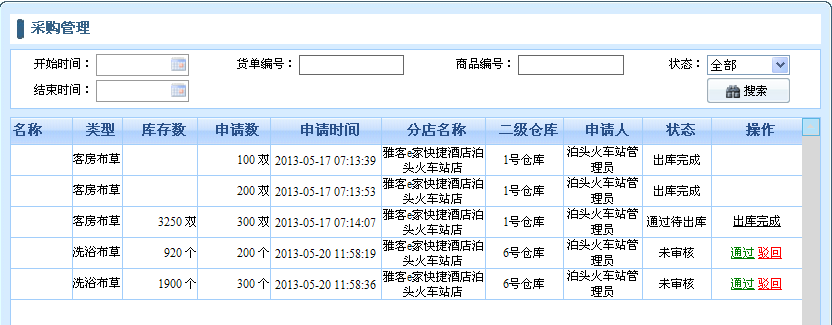 采购管理
开始时间： 货单编号： 商品编号： 状态： 全部
结束时间： 搜索
名称 类型 库存数 申请数 申请时间 分店名称 二级仓库 申请人 状态 操作
客房布草 100 双 2013-05-17 07:13:39 雅客e家快捷酒店泊头火车站店 1号仓库 泊头火车站管理员 出库完成
客房布草 200 双 2013-05-17 07:13:53 雅客e家快捷酒店泊头火车站店 1号仓库 泊头火车站管理员 出库完成
客房布草 3250 双 300 双 2013-05-17 07:14:07 雅客e家快捷酒店泊头火车站店 1号仓库 泊头火车站管理员 通过待出库 出库完成
洗浴布草 920 个 200 个 2013-05-20 11:58:19 雅客e家快捷酒店泊头火车站店 6号仓库 泊头火车站管理员 未审核 通过 驳回
洗浴布草 1900 个 300 个 2013-05-20 11:58:36 雅客e家快捷酒店泊头火车站店 6号仓库 泊头火车站管理员 未审核 通过 驳回